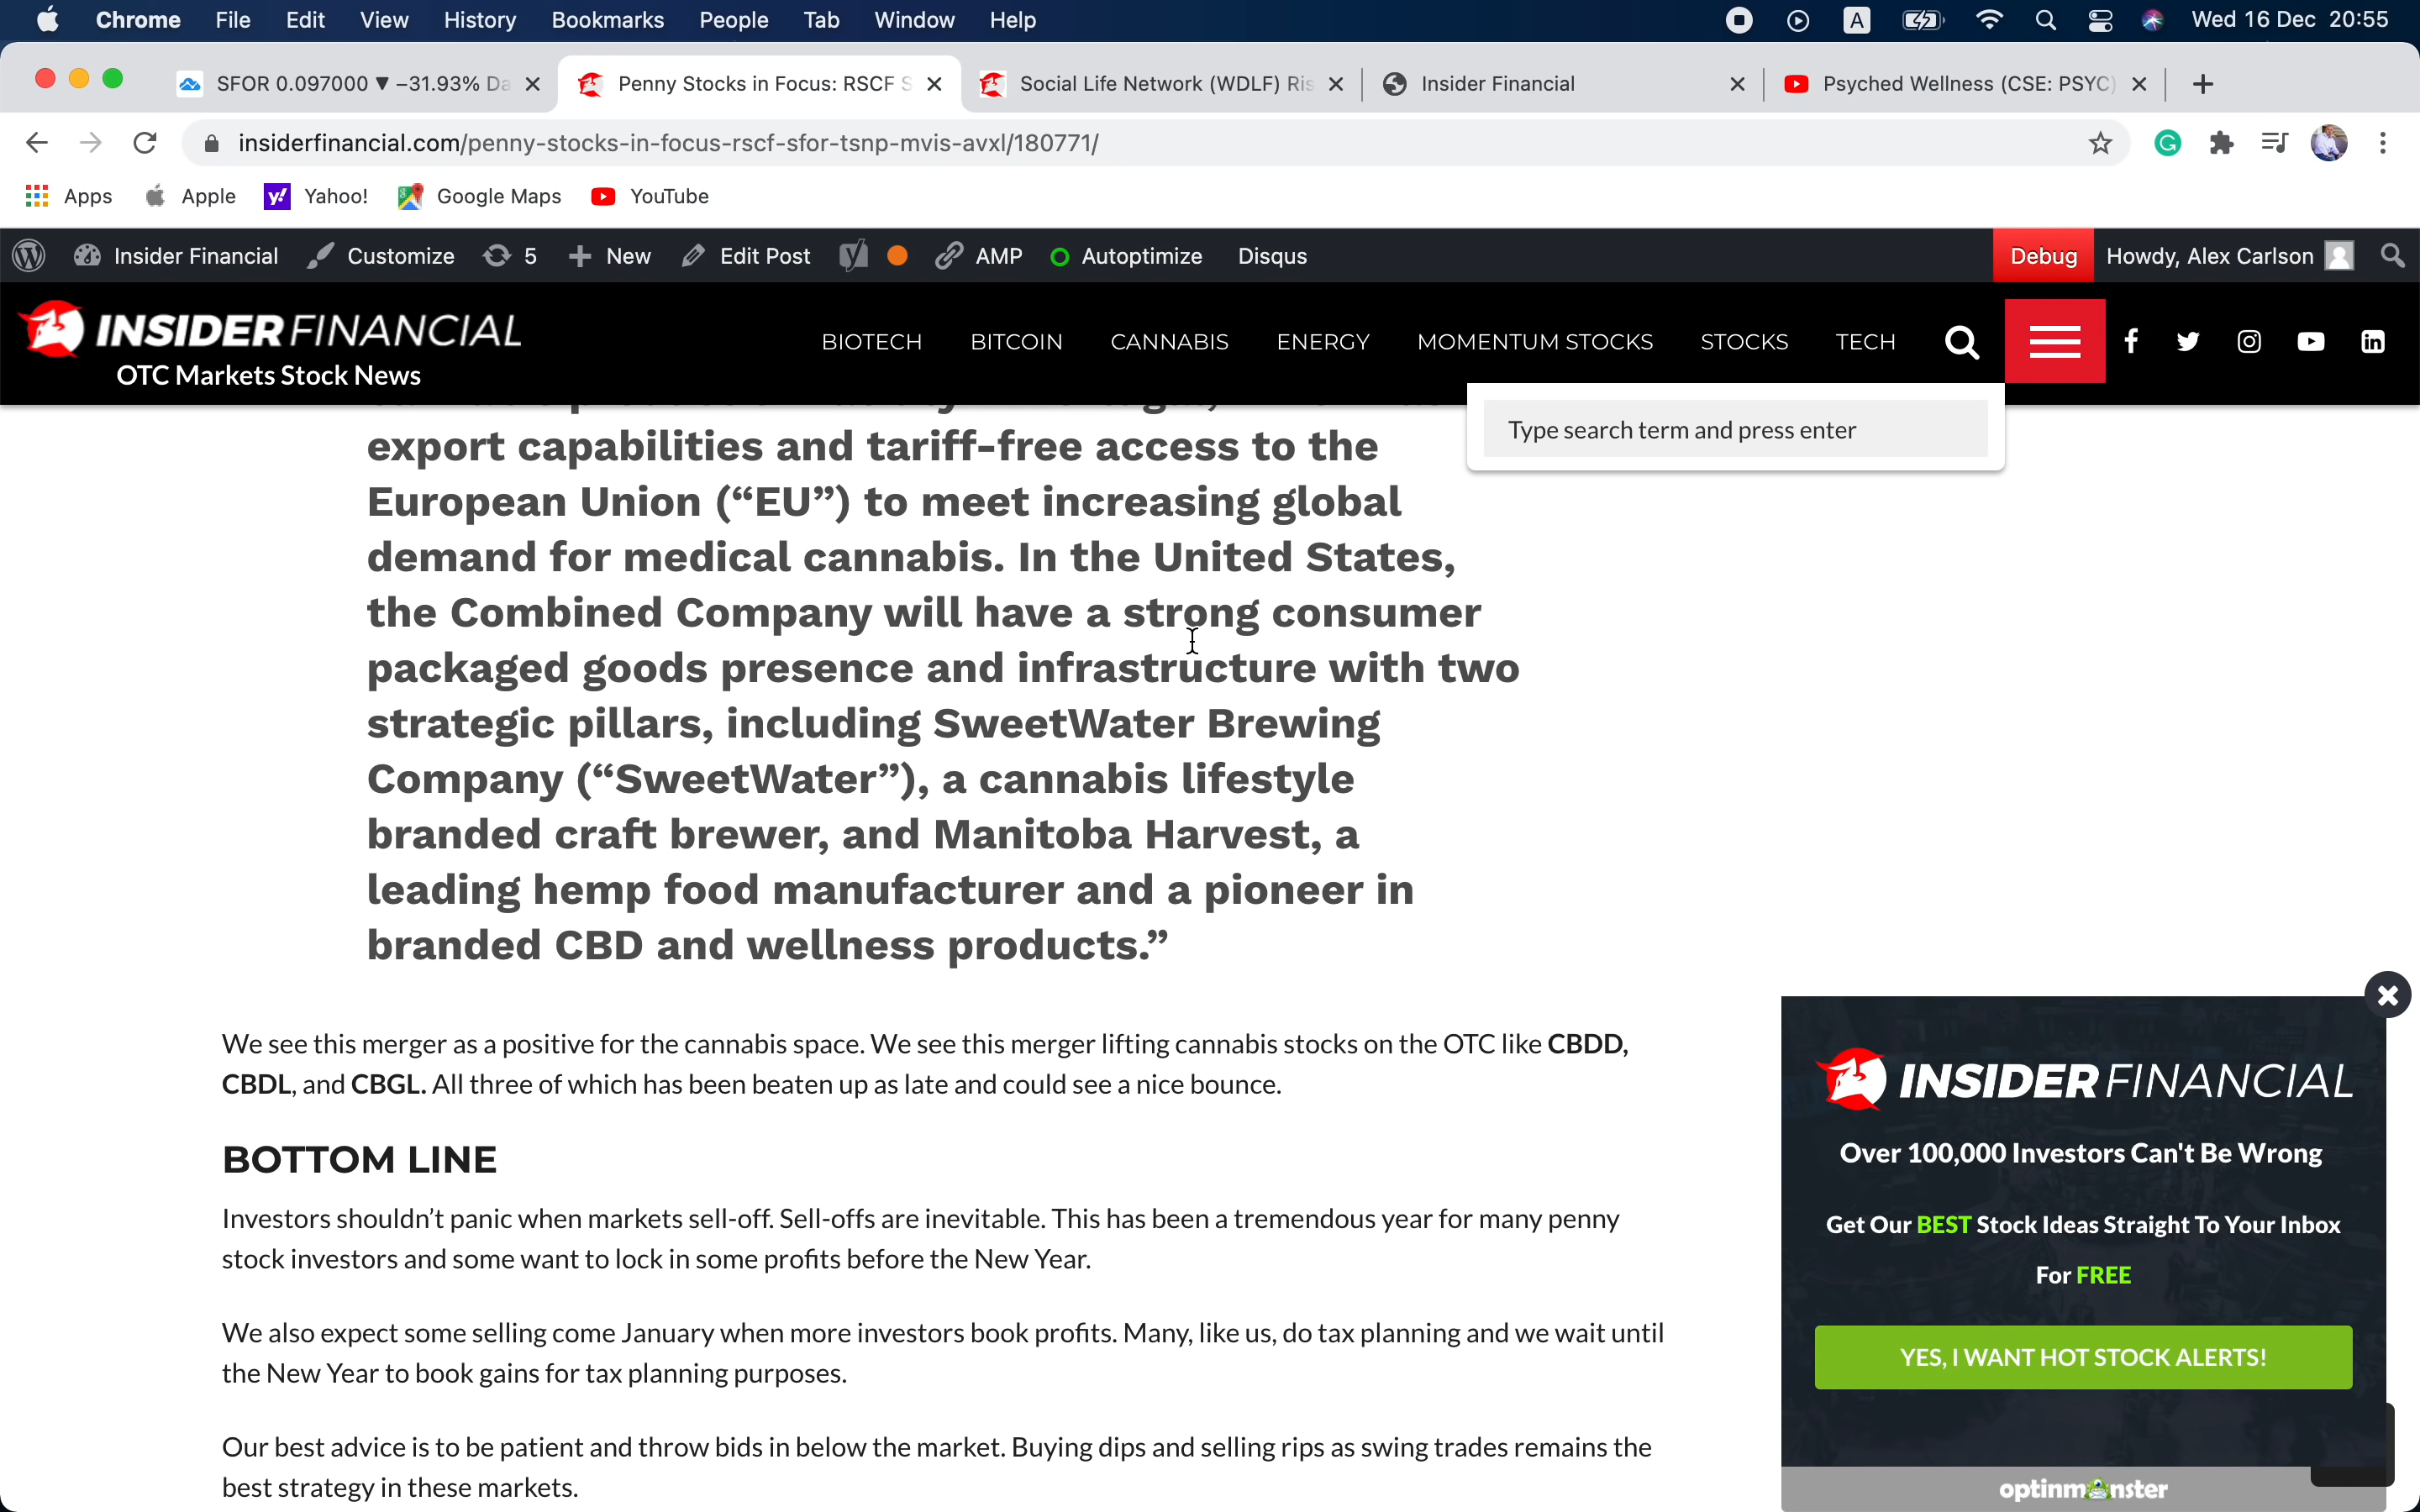 Chrome File Edit View History Bookmarks People Tab Window Help A Wed 16 Dec 20:55
SFOR 0.097000 ▼ −31.93% Da Penny Stocks in Focus: RSCF S Social Life Network (WDLF) Ris Insider Financial Psyched Wellness (CSE: PSYC)
insiderfinancial.com/penny-stocks-in-focus-rscf-sfor-tsnp-mvis-avxl/180771/
Apps Apple Yahoo! Google Maps YouTube
Insider Financial Customize 5 New Edit Post AMP Autoptimize Disqus Debug Howdy, Alex Carlson
INSIDER FINANCIAL
OTC Markets Stock News
BIOTECH BITCOIN CANNABIS ENERGY MOMENTUM STOCKS STOCKS TECH
Type search term and press enter
export capabilities and tariff-free access to the
European Union (“EU”) to meet increasing global
demand for medical cannabis. In the United States,
the Combined Company will have a strong consumer
packaged goods presence and infrastructure with two
strategic pillars, including SweetWater Brewing
Company (“SweetWater”), a cannabis lifestyle
branded craft brewer, and Manitoba Harvest, a
leading hemp food manufacturer and a pioneer in
branded CBD and wellness products.”
We see this merger as a positive for the cannabis space. We see this merger lifting cannabis stocks on the OTC like CBDD,
CBDL, and CBGL. All three of which has been beaten up as late and could see a nice bounce.
BOTTOM LINE
Investors shouldn’t panic when markets sell-off. Sell-offs are inevitable. This has been a tremendous year for many penny
stock investors and some want to lock in some profits before the New Year.
We also expect some selling come January when more investors book profits. Many, like us, do tax planning and we wait until
the New Year to book gains for tax planning purposes.
Our best advice is to be patient and throw bids in below the market. Buying dips and selling rips as swing trades remains the
best strategy in these markets.
INSIDER FINANCIAL
Over 100,000 Investors Can't Be Wrong
Get Our BEST Stock Ideas Straight To Your Inbox
For FREE
YES, I WANT HOT STOCK ALERTS!
optinmonster